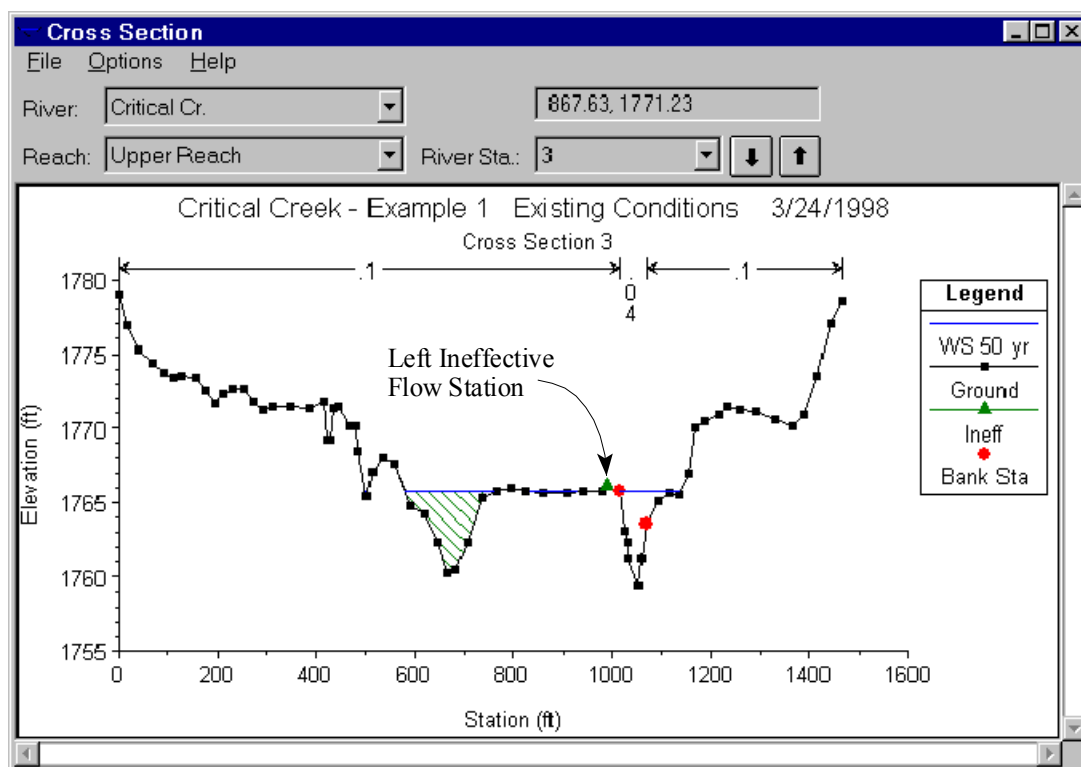 Cross Section
File Options Help
River: Critical Cr. 867.63, 1771.23
Reach: Upper Reach River Sta.: 3
Critical Creek - Example 1 Existing Conditions 3/24/1998
Cross Section 3
.1 .04 .1
1780
1775
1770
1765
1760
1755
Elevation (ft)
Left Ineffective
Flow Station
Legend
WS 50 yr
Ground
Ineff
Bank Sta
0 200 400 600 800 1000 1200 1400 1600
Station (ft)